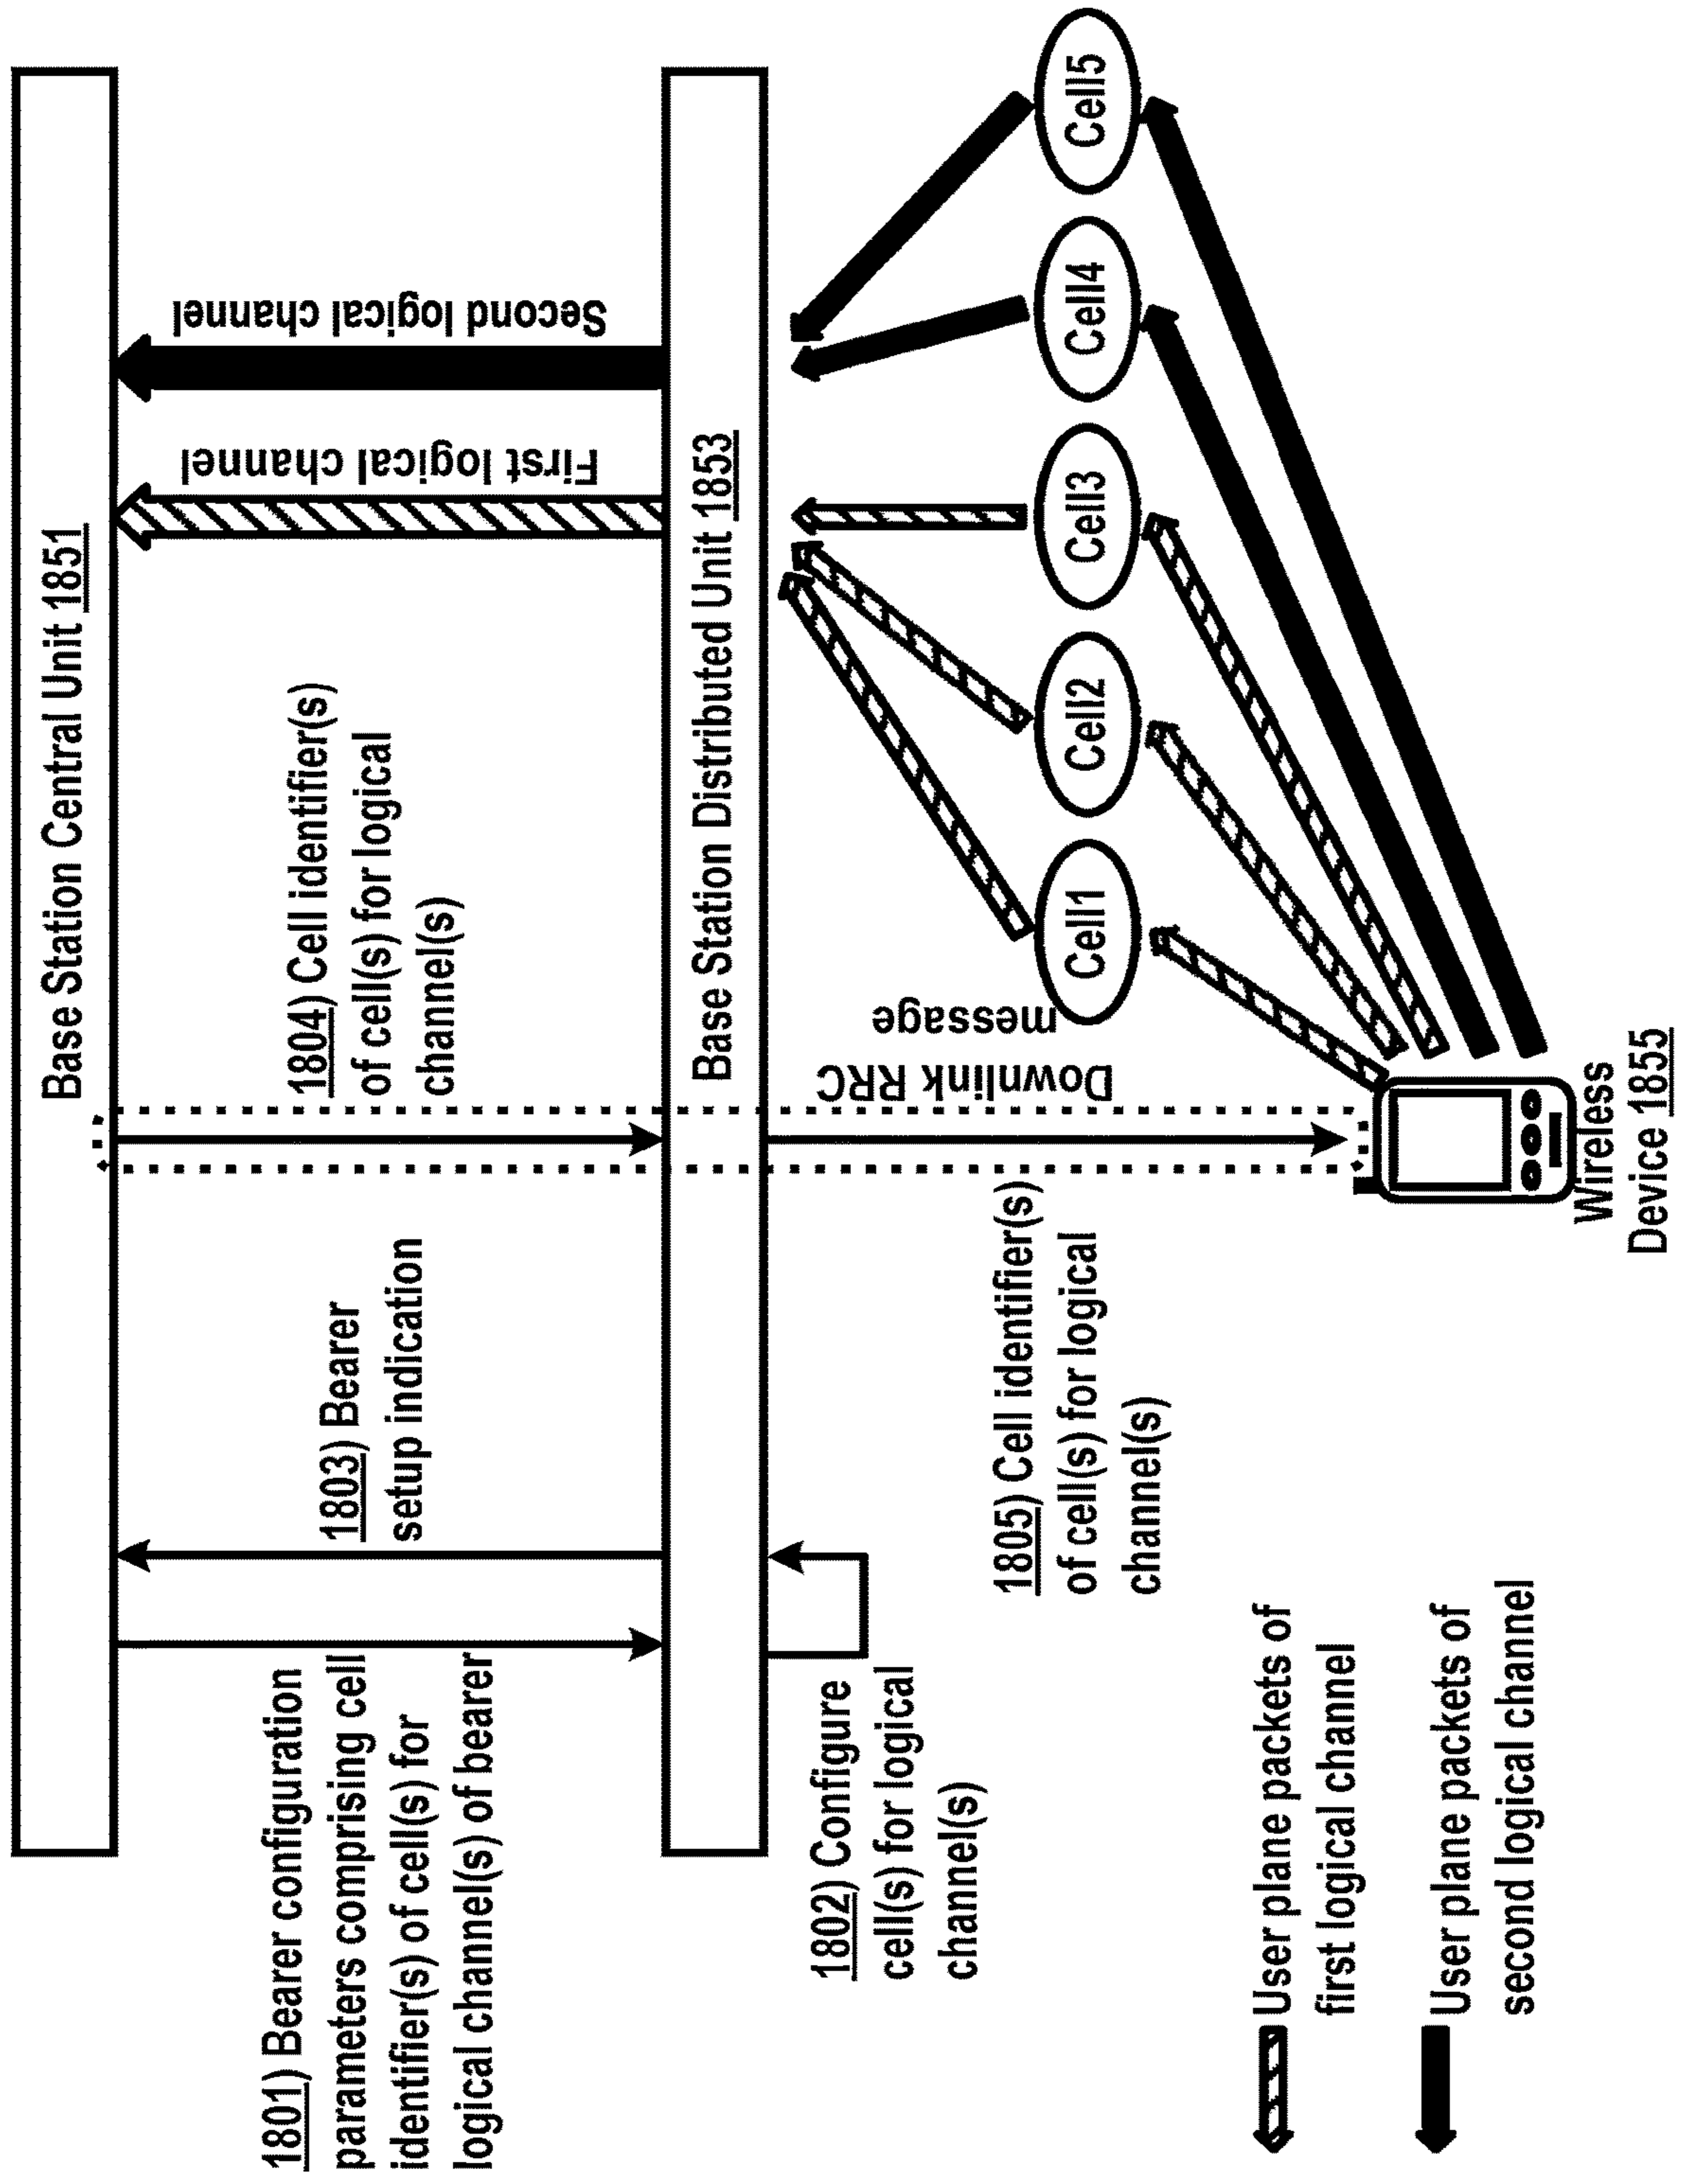 Base Station Central Unit 1851
1801) Bearer configuration
parameters comprising cell
identifier(s) of cell(s) for
logical channel(s) of bearer
1803) Bearer
setup indication
1804) Cell identifier(s)
of cell(s) for logical
channel(s)
First logical channel
Second logical channel
Base Station Distributed Unit 1853
1802) Configure
cell(s) for logical
channel(s)
1805) Cell identifier(s)
of cell(s) for logical
channel(s)
Downlink RRC
message
Cell1
Cell2
Cell3
Cell4
Cell5
Wireless
Device 1855
User plane packets of
first logical channel
User plane packets of
second logical channel